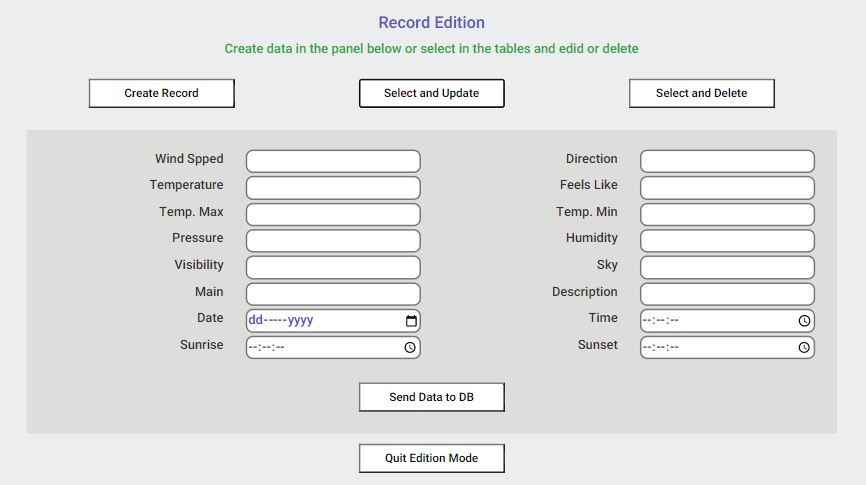 Record Edition
Create data in the panel below or select in the tables and edid or delete
Create Record Select and Update Select and Delete
Wind Spped Direction
Temperature Feels Like
Temp. Max Temp. Min
Pressure Humidity
Visibility Sky
Main Description
Date dd-----yyyy Time --:--:--
Sunrise --:--:-- Sunset --:--:--
Send Data to DB
Quit Edition Mode